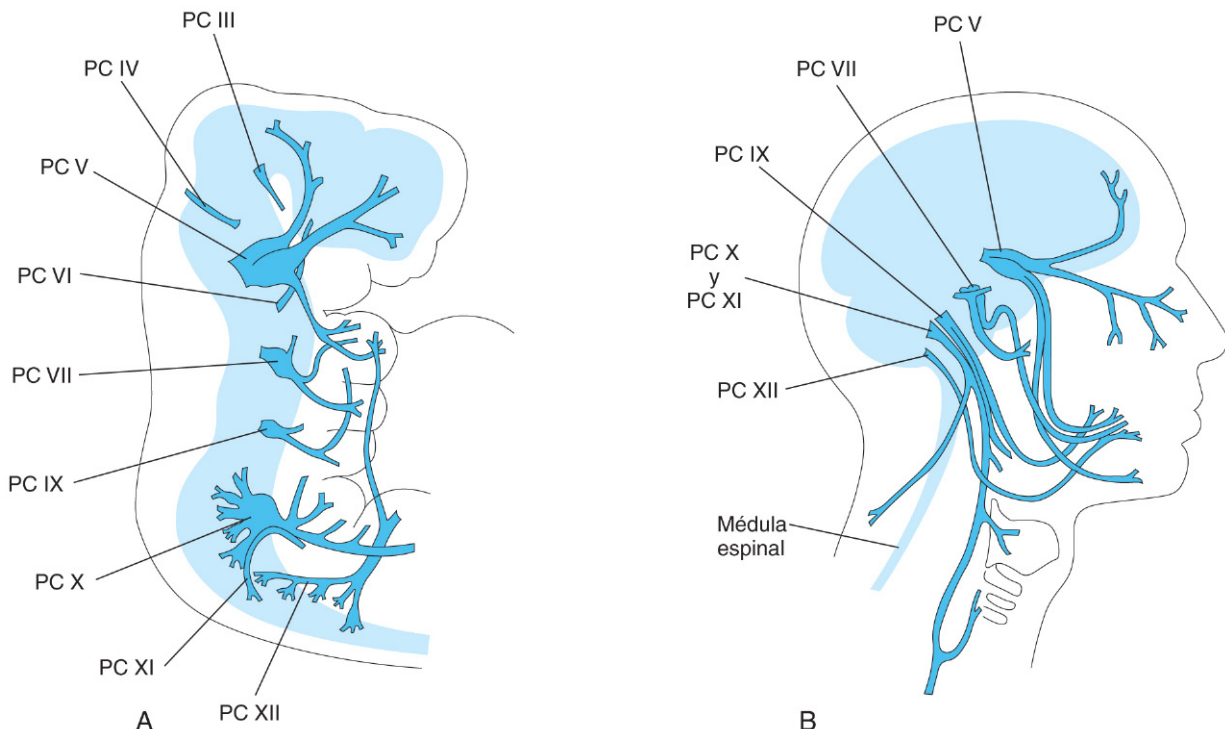 PC III
PC IV
PC V
PC VI
PC VII
PC IX
PC X
PC XI
PC XII
A
PC V
PC VII
PC IX
PC X
y
PC XI
PC XII
Médula
espinal
B